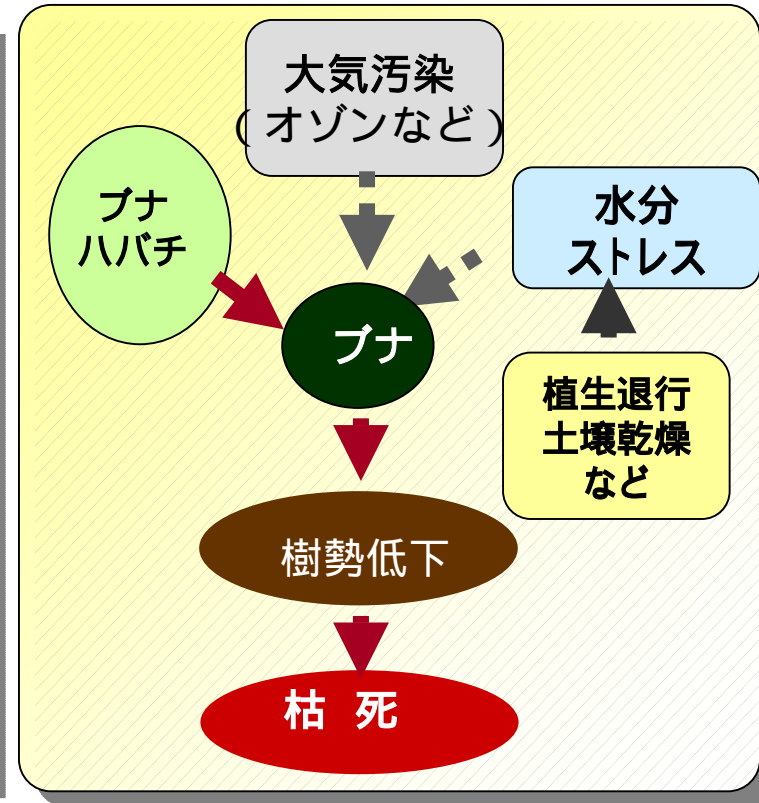 大気汚染
(オゾンなど)
ブナ
ハバチ
水分
ストレス
ブナ
植生退行
土壌乾燥
など
樹勢低下
枯 死